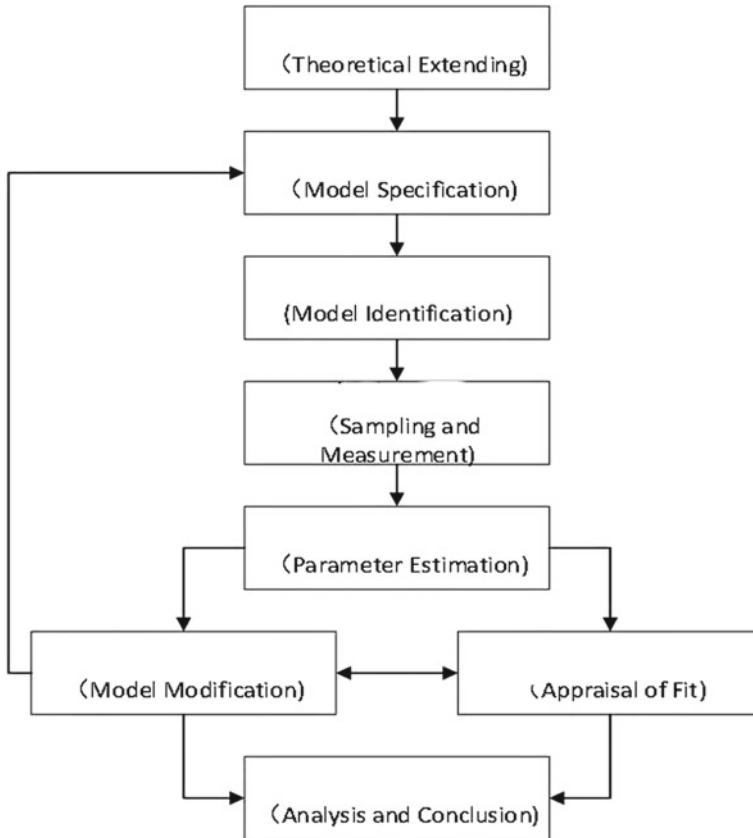 （Theoretical Extending)
（Model Specification)
(Model Identification)
（Sampling and
Measurement)
（Parameter Estimation)
（Model Modification)
(Appraisal of Fit)
（Analysis and Conclusion)